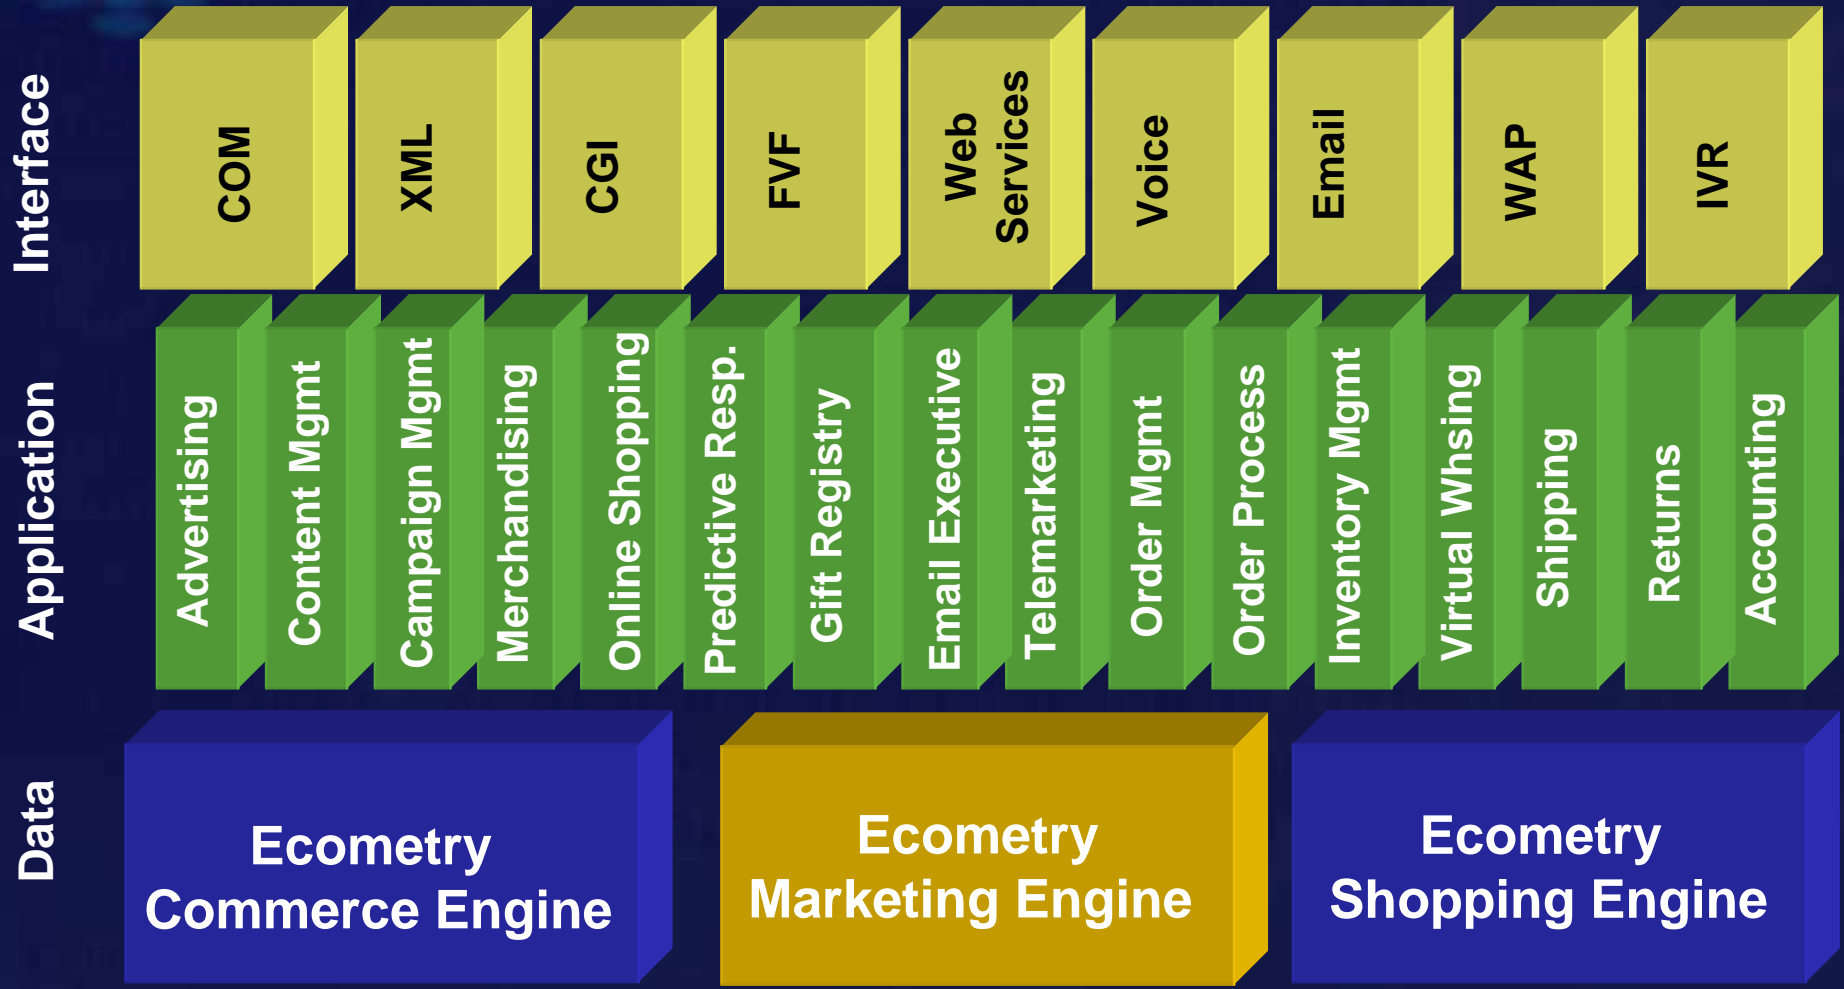 Interface
COM
XML
CGI
FVF
Web
Services
Voice
Email
WAP
IVR
Application
Advertising
Content Mgmt
Campaign Mgmt
Merchandising
Online Shopping
Predictive Resp.
Gift Registry
Email Executive
Telemarketing
Order Mgmt
Order Process
Inventory Mgmt
Virtual Whsing
Shipping
Returns
Accounting
Data
Ecometry
Commerce Engine
Ecometry
Marketing Engine
Ecometry
Shopping Engine